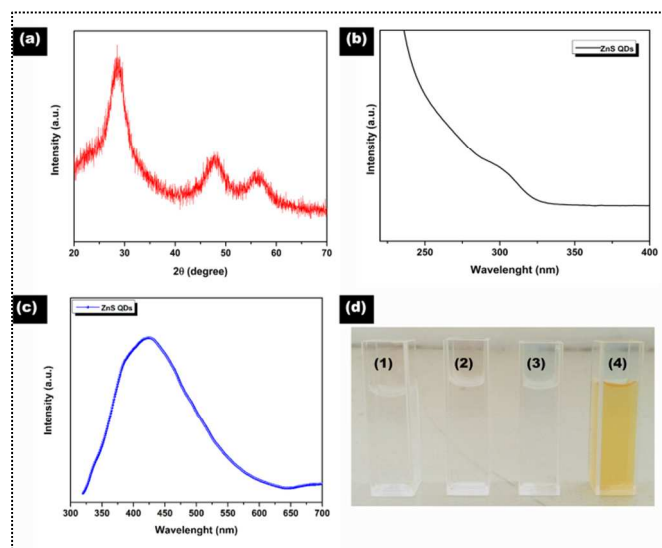 (a)
Intensity (a.u.)
20 30 40 50 60 70
2θ (degree)
(b)
ZnS QDs
Intensity (a.u.)
250 300 350 400
Wavelenght (nm)
(c)
ZnS QDs
Intensity (a.u.)
300 350 400 450 500 550 600 650 700
Wavelenght (nm)
(d)
(1) (2) (3) (4)